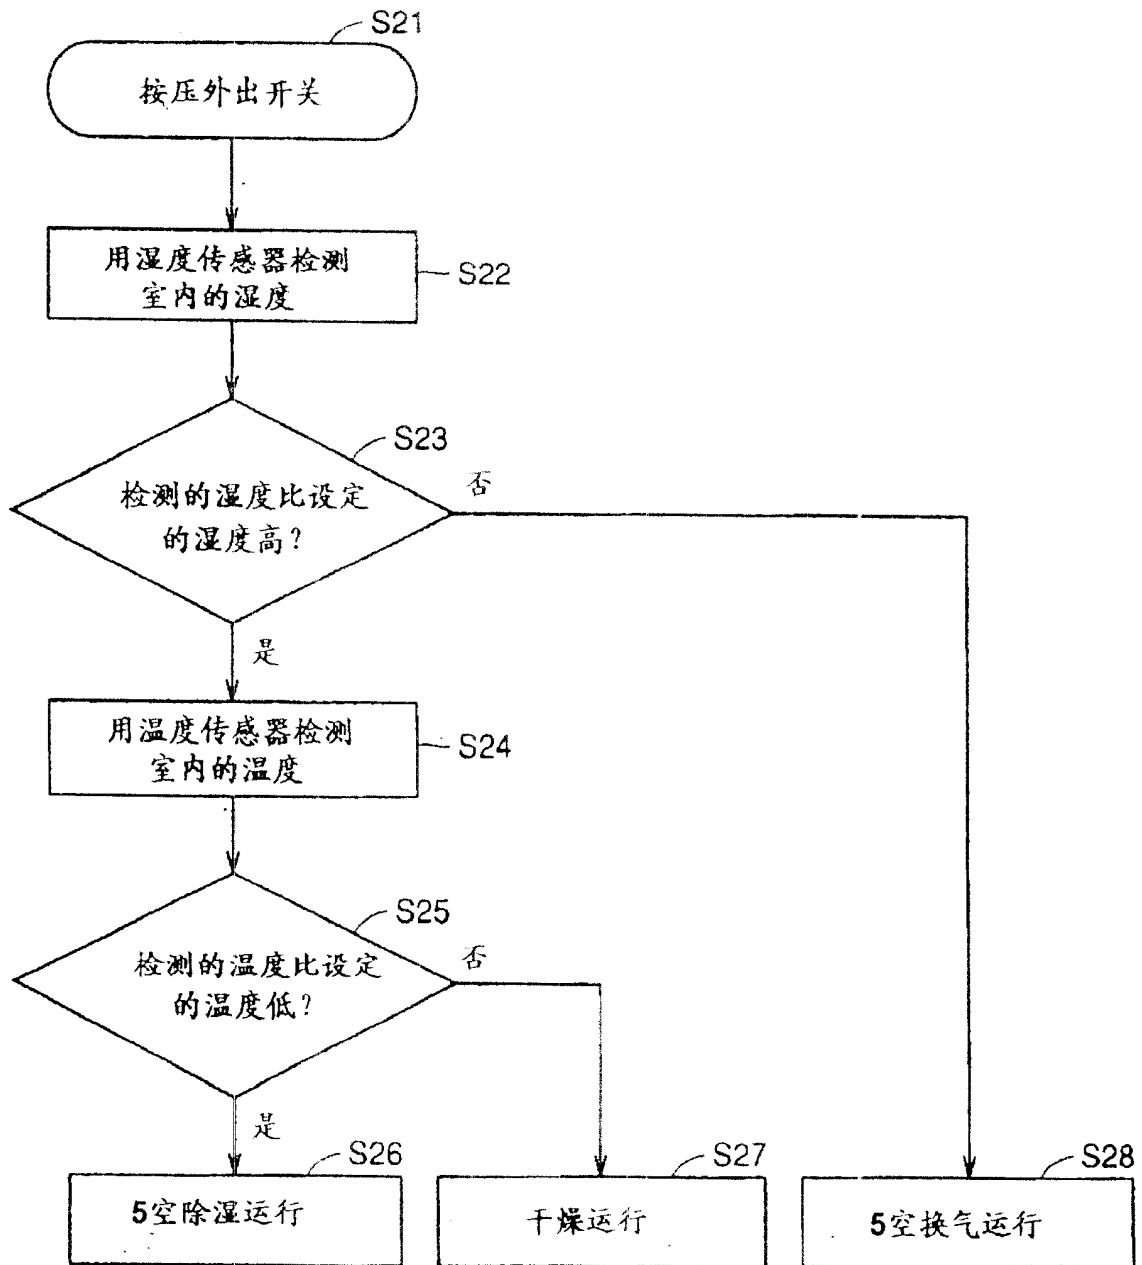 S21
按压外出开关
用湿度传感器检测
室内的湿度
S22
S23
检测的湿度比设定
的湿度高?
否
是
用温度传感器检测
室内的温度
S24
S25
检测的温度比设定
的温度低?
否
是
S26
5空除湿运行
S27
干燥运行
S28
5空换气运行